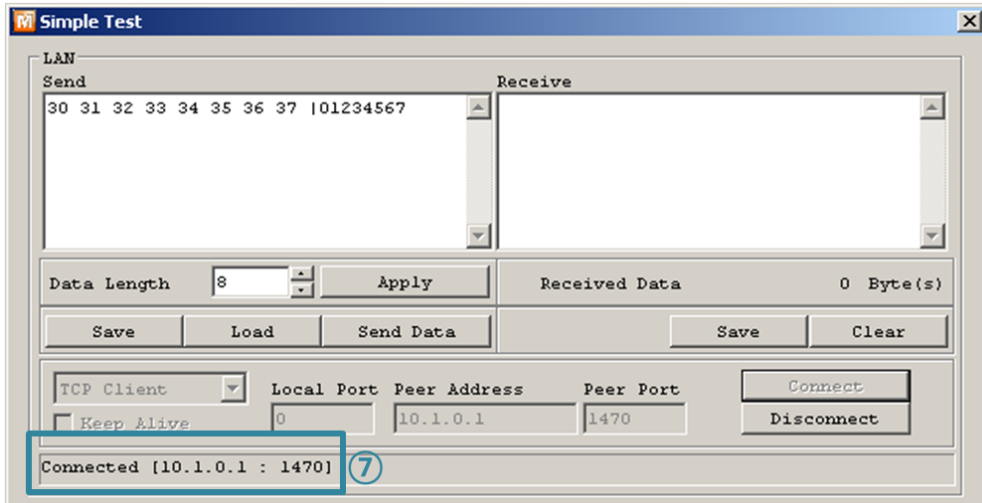 Simple Test
LAN
Send Receive
30 31 32 33 34 35 36 37 |01234567
Data Length 8 Apply Received Data 0 Byte(s)
Save Load Send Data Save Clear
TCP Client Local Port Peer Address Peer Port Connect
Keep Alive 0 10.1.0.1 1470 Disconnect
Connected [10.1.0.1 : 1470] ⑦